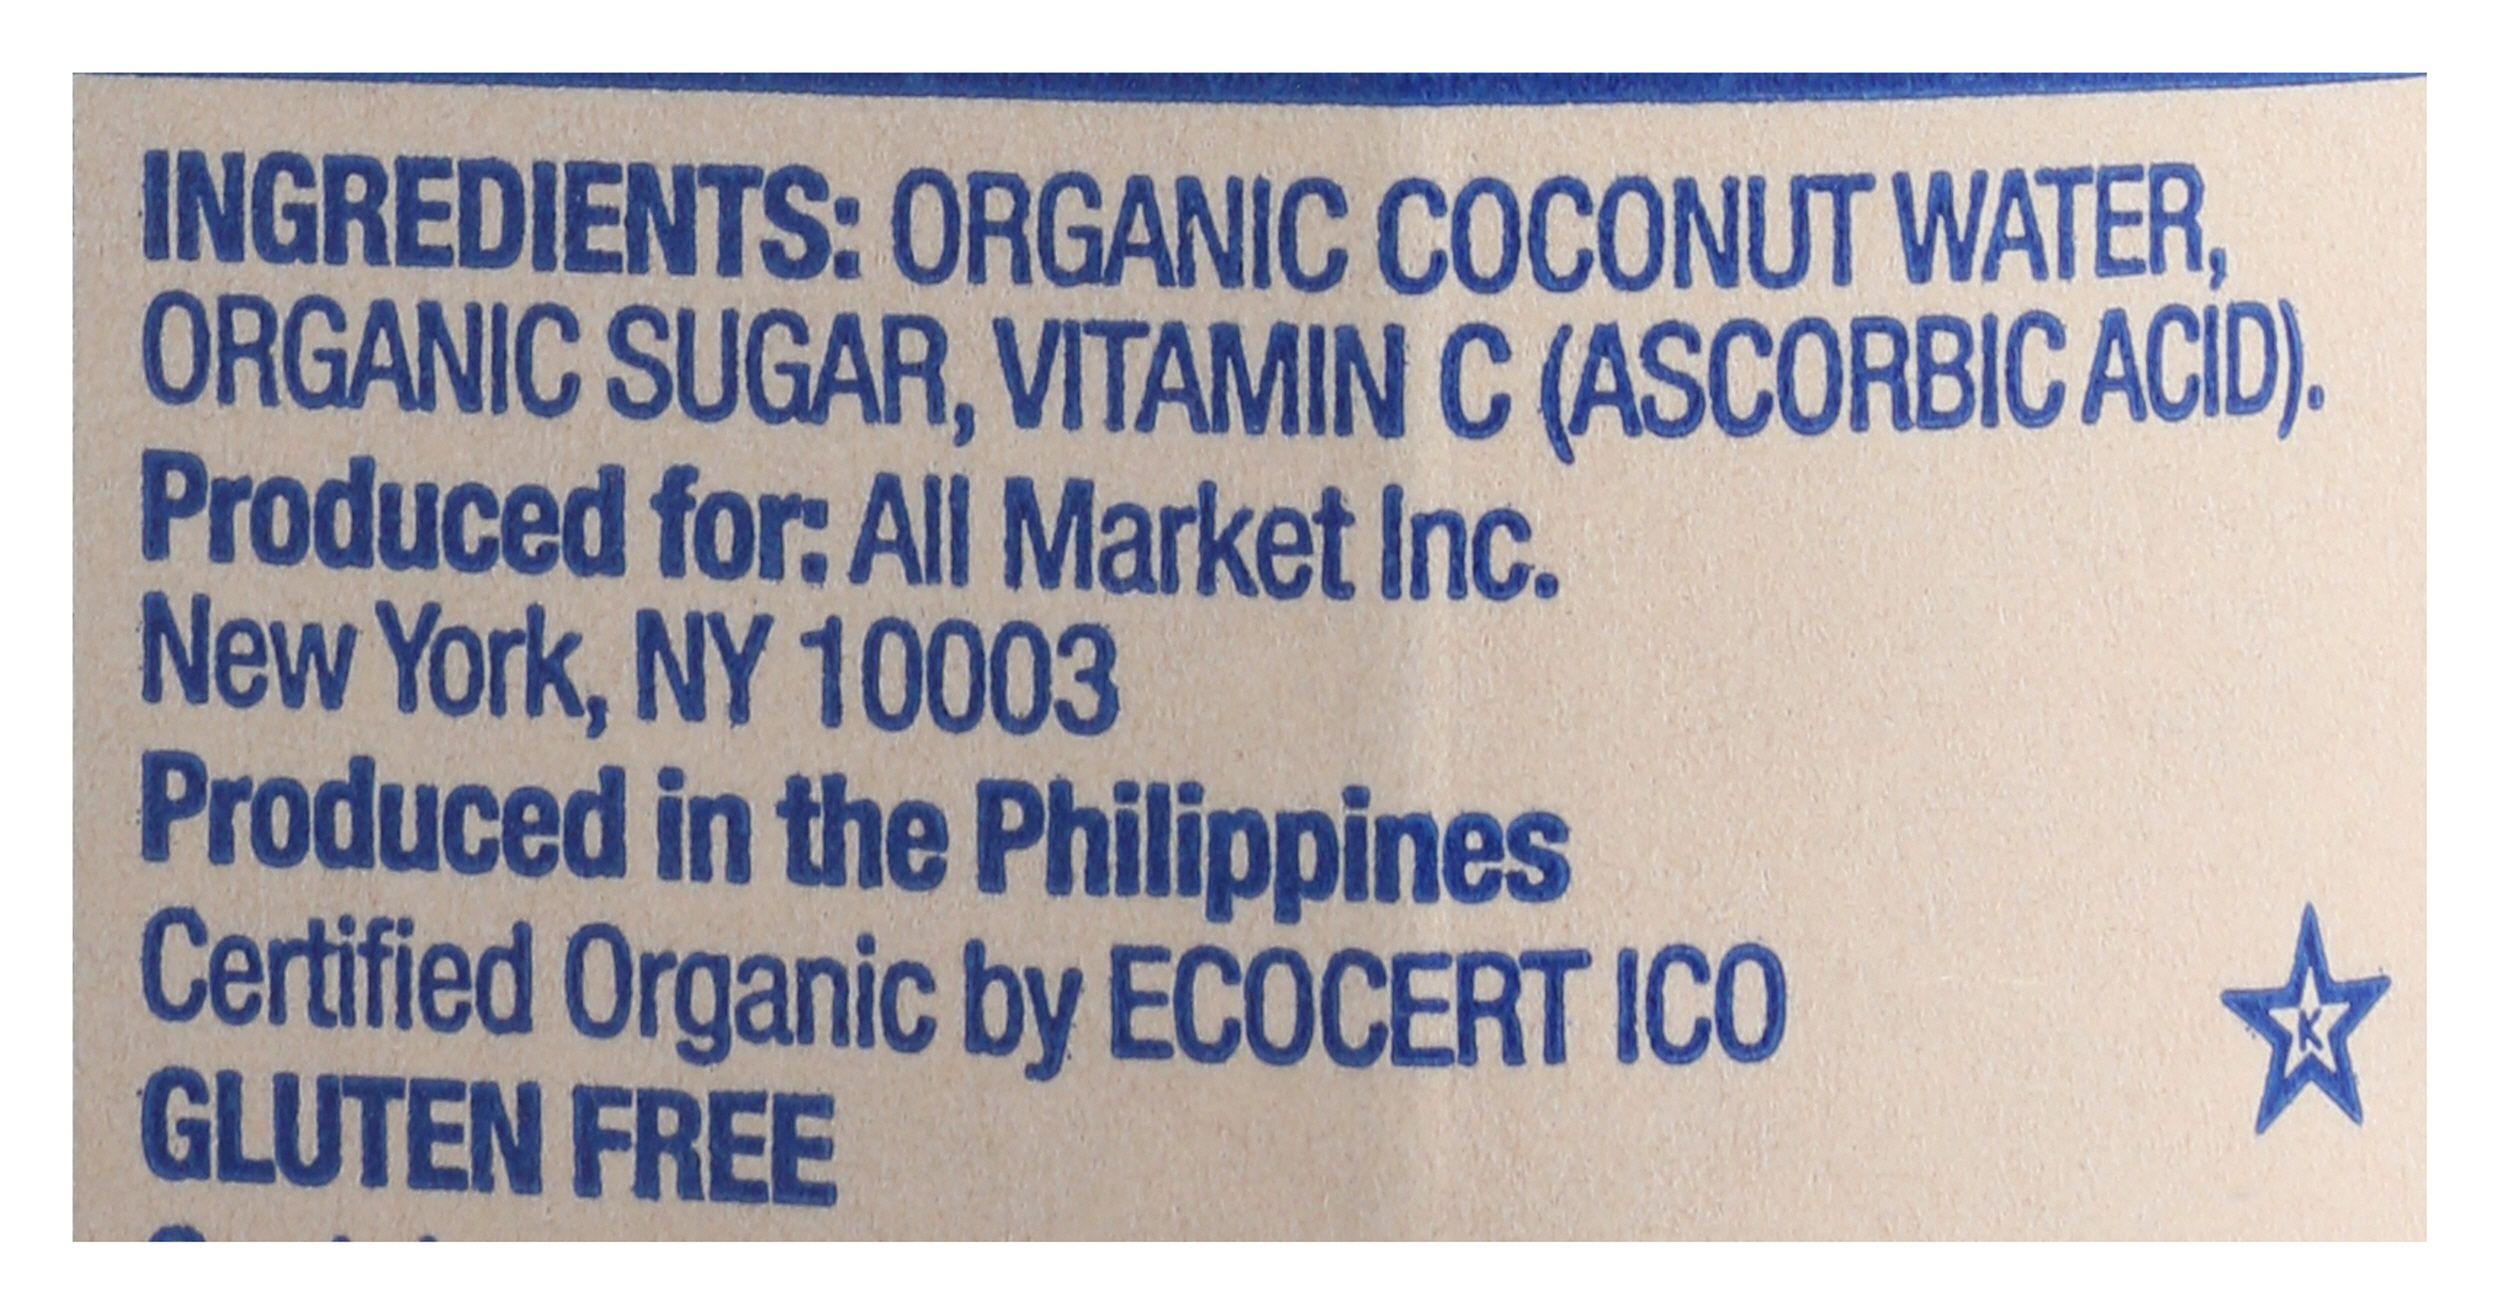 INGREDIENTS: ORGANIC COCONUT WATER,
ORGANIC SUGAR, VITAMIN C (ASCORBIC ACID).
Produced for: All Market Inc.
New York, NY 10003
Produced in the Philippines
Certified Organic by ECOCERT ICO
K
GLUTEN FREE